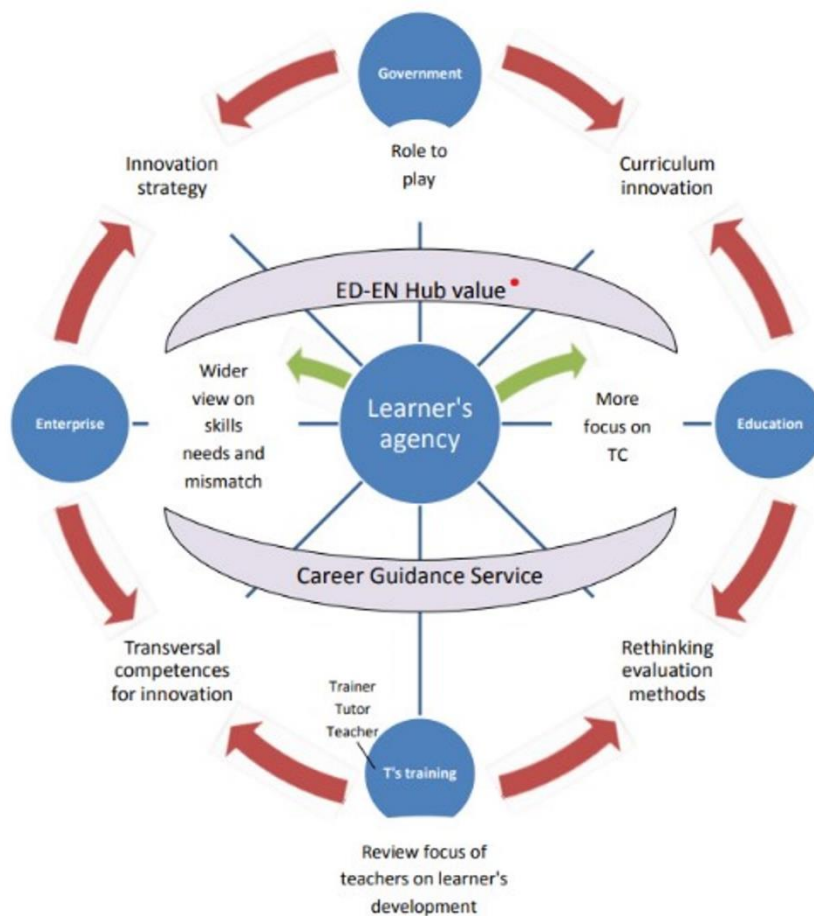 Government
Role to
play
Innovation
strategy
Curriculum
innovation
ED-EN Hub value
Wider
view on
skills
needs and
mismatch
Learner's
agency
More
focus on
TC
Enterprise
Education
Career Guidance Service
Transversal
competences
for innovation
Rethinking
evaluation
methods
Trainer
Tutor
Teacher
T's training
Review focus of
teachers on learner's
development